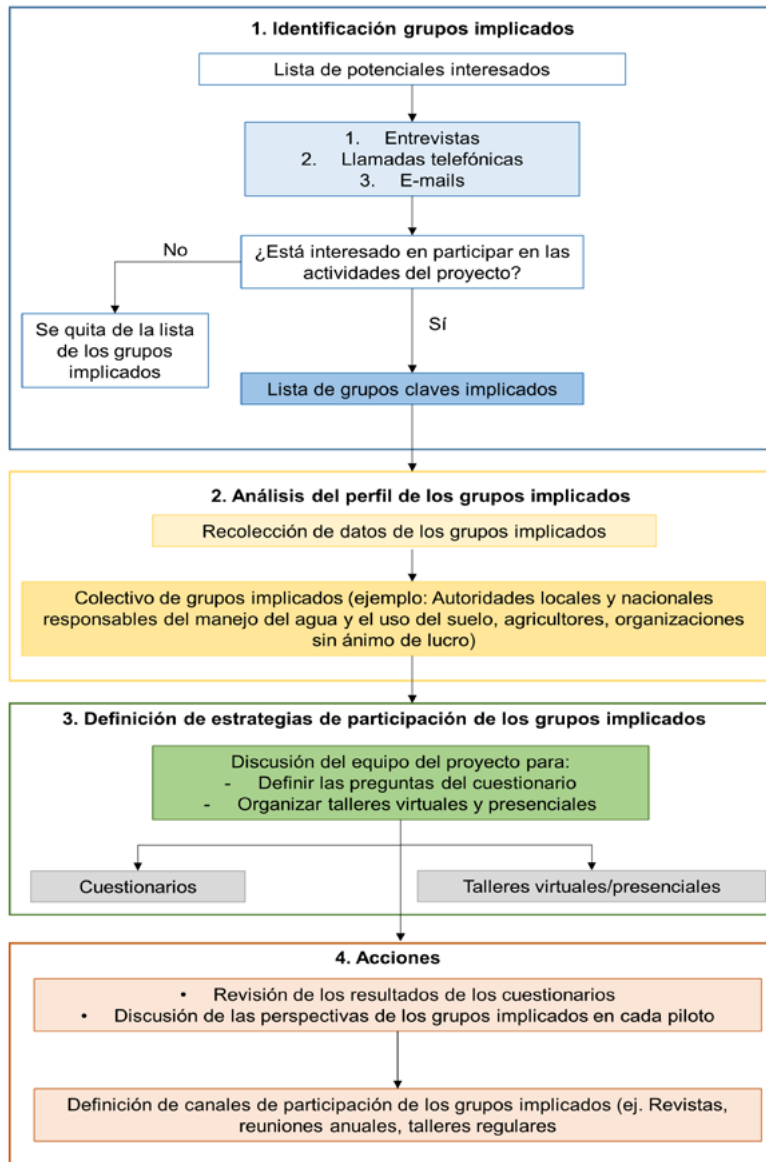 1. Identificación grupos implicados
Lista de potenciales interesados
1. Entrevistas
2. Llamadas telefónicas
3. E-mails
No
¿Está interesado en participar en las
actividades del proyecto?
Se quita de la lista
de los grupos
implicados
Sí
Lista de grupos claves implicados
2. Análisis del perfil de los grupos implicados
Recolección de datos de los grupos implicados
Colectivo de grupos implicados (ejemplo: Autoridades locales y nacionales
responsables del manejo del agua y el uso del suelo, agricultores, organizaciones
sin ánimo de lucro)
3. Definición de estrategias de participación de los grupos implicados
Discusión del equipo del proyecto para:
- Definir las preguntas del cuestionario
- Organizar talleres virtuales y presenciales
Cuestionarios
Talleres virtuales/presenciales
4. Acciones
• Revisión de los resultados de los cuestionarios
• Discusión de las perspectivas de los grupos implicados en cada piloto
Definición de canales de participación de los grupos implicados (ej. Revistas,
reuniones anuales, talleres regulares